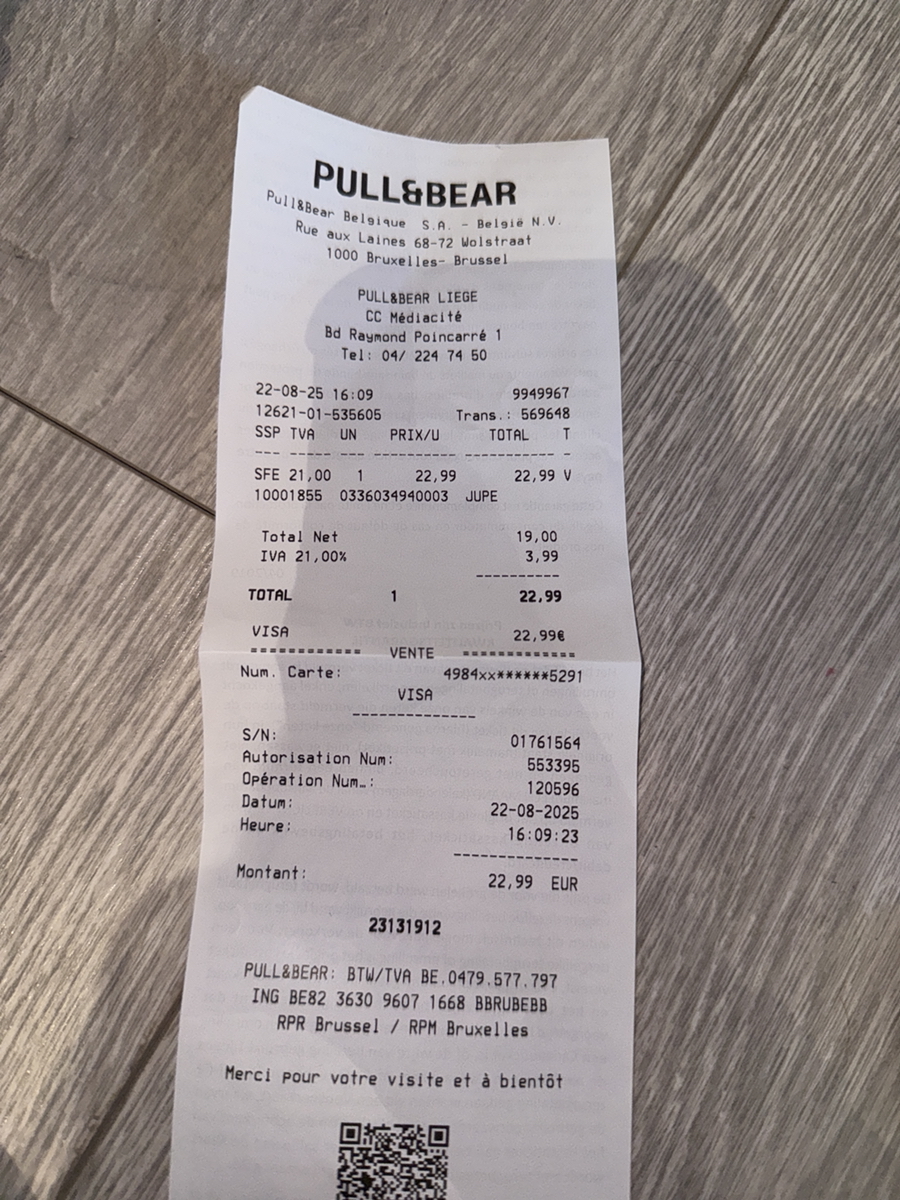 PULL&BEAR
Pull&Bear Belgique S.A. - België N.V.
Rue aux Laines 68-72 Wolstraat
1000 Bruxelles- Brussel
PULL&BEAR LIEGE
CC Médiacité
Bd Raymond Poincarré 1
Tel: 04/ 224 74 50
22-08-25 16:09 9949967
12621-01-535605 Trans.: 569648
SSP TVA UN PRIX/U TOTAL T
--- ----- --- ---------- ----------- -
SFE 21,00 1 22,99 22,99 V
10001855 0336034940003 JUPE
Total Net 19,00
IVA 21,00% 3,99
----------
TOTAL 1 22,99
VISA 22,99€
============ VENTE ============
Num. Carte: 4984xx******5291
VISA
------------
S/N: 01761564
Autorisation Num: 553395
Opération Num…: 120596
Datum: 22-08-2025
Heure: 16:09:23
-------------
Montant: 22,99 EUR
23131912
PULL&BEAR: BTW/TVA BE.0479.577.797
ING BE82 3630 9607 1668 BBRUBEBB
RPR Brussel / RPM Bruxelles
Merci pour votre visite et à bientôt